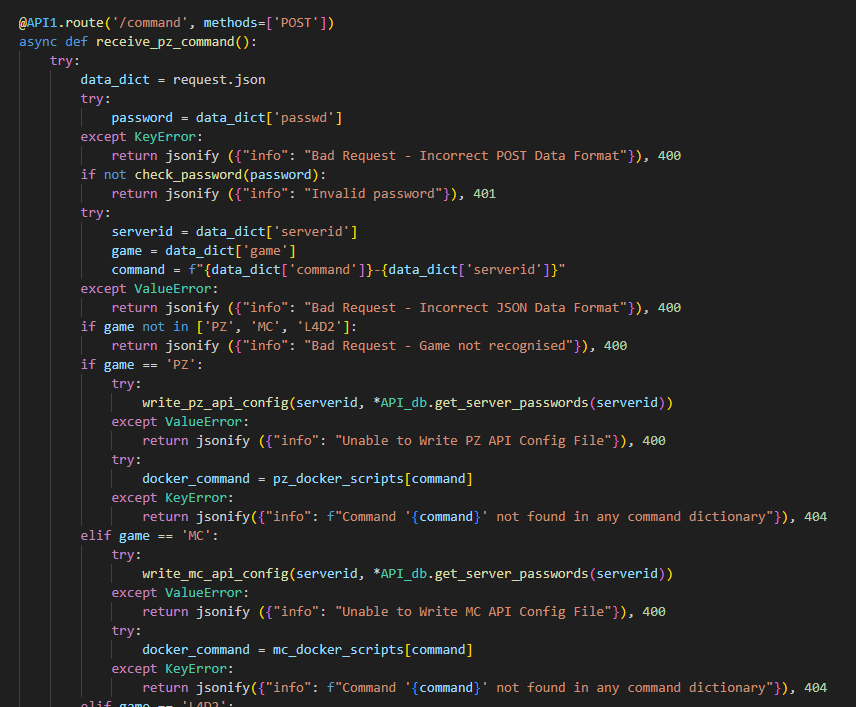 @API1.route('/command', methods=['POST'])
async def receive_pz_command():
    try:
        data_dict = request.json
        try:
            password = data_dict['passwd']
        except KeyError:
            return jsonify ({"info": "Bad Request - Incorrect POST Data Format"}), 400
        if not check_password(password):
            return jsonify ({"info": "Invalid password"}), 401
        try:
            serverid = data_dict['serverid']
            game = data_dict['game']
            command = f"{data_dict['command']}-{data_dict['serverid']}"
        except ValueError:
            return jsonify ({"info": "Bad Request - Incorrect JSON Data Format"}), 400
        if game not in ['PZ', 'MC', 'L4D2']:
            return jsonify ({"info": "Bad Request - Game not recognised"}), 400
        if game == 'PZ':
            try:
                write_pz_api_config(serverid, *API_db.get_server_passwords(serverid))
            except ValueError:
                return jsonify ({"info": "Unable to Write PZ API Config File"}), 400
            try:
                docker_command = pz_docker_scripts[command]
            except KeyError:
                return jsonify({"info": f"Command '{command}' not found in any command dictionary"}), 404
        elif game == 'MC':
            try:
                write_mc_api_config(serverid, *API_db.get_server_passwords(serverid))
            except ValueError:
                return jsonify ({"info": "Unable to Write MC API Config File"}), 400
            try:
                docker_command = mc_docker_scripts[command]
            except KeyError:
                return jsonify({"info": f"Command '{command}' not found in any command dictionary"}), 404
        elif game == 'L4D2':